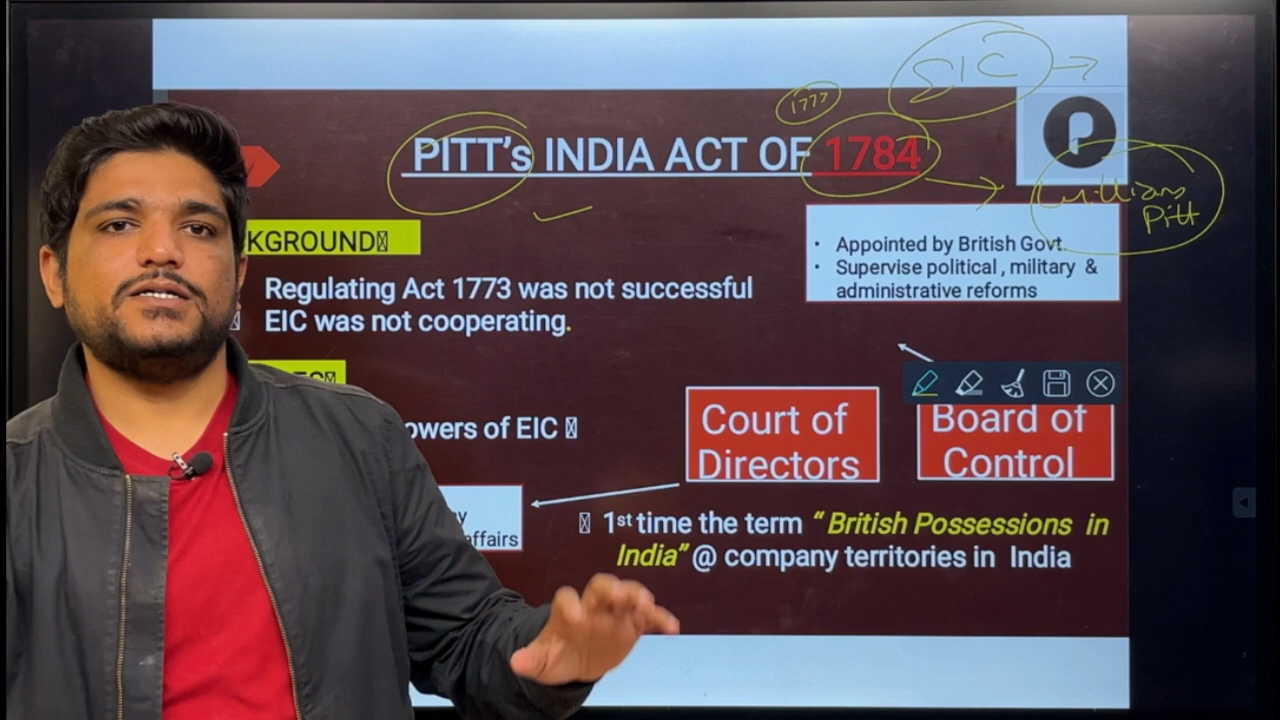 EIC
1777
PITT's INDIA ACT OF 1784
William Pitt
KGROUND
Appointed by British Govt.
Supervise political , military &
administrative reforms
Regulating Act 1773 was not successful
EIC was not cooperating.
owers of EIC
Court of
Directors
Board of
Control
ffairs
1st time the term “ British Possessions in
India” @ company territories in India